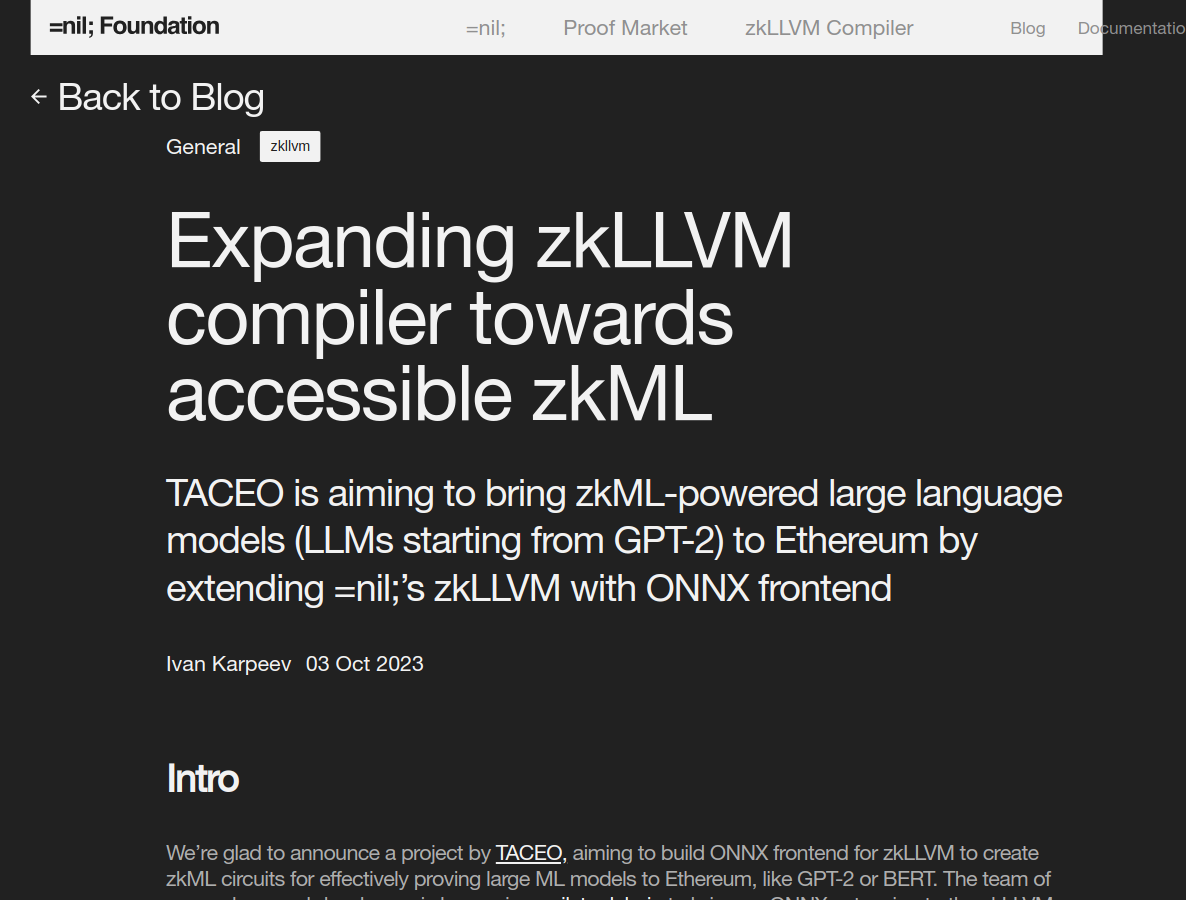 =nil; Foundation =nil; Proof Market zkLLVM Compiler Blog Documentatio
← Back to Blog
General zkllvm
Expanding zkLLVM
compiler towards
accessible zkML
TACEO is aiming to bring zkML-powered large language
models (LLMs starting from GPT-2) to Ethereum by
extending =nil;’s zkLLVM with ONNX frontend
Ivan Karpeev 03 Oct 2023
Intro
We’re glad to announce a project by TACEO, aiming to build ONNX frontend for zkLLVM to create
zkML circuits for effectively proving large ML models to Ethereum, like GPT-2 or BERT. The team of